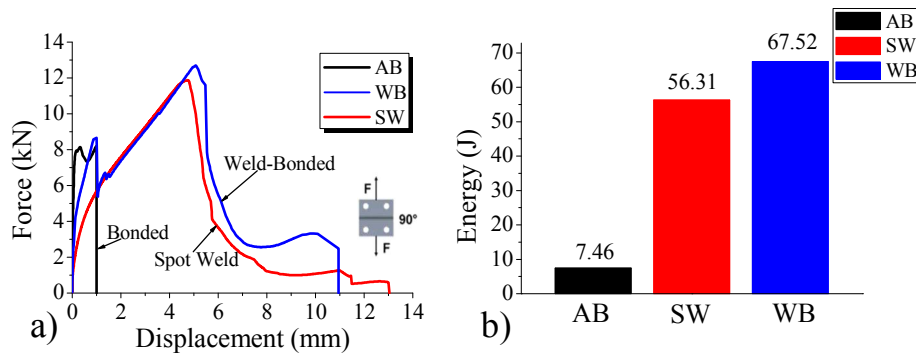 14
12
10
8
6
4
2
0
Force (kN)
0 2 4 6 8 10 12 14
Displacement (mm)
AB
WB
SW
Weld-Bonded
Bonded
Spot Weld
F
90°
F
a)
70
60
50
40
30
20
10
0
Energy (J)
AB
SW
WB
7.46
56.31
67.52
AB SW WB
b)